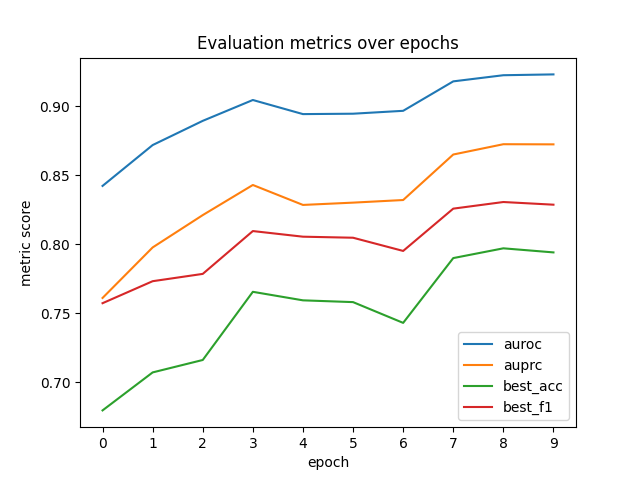 Evaluation metrics over epochs
metric score
0.90
0.85
0.80
0.75
0.70
auroc
auprc
best_acc
best_f1
0 1 2 3 4 5 6 7 8 9
epoch